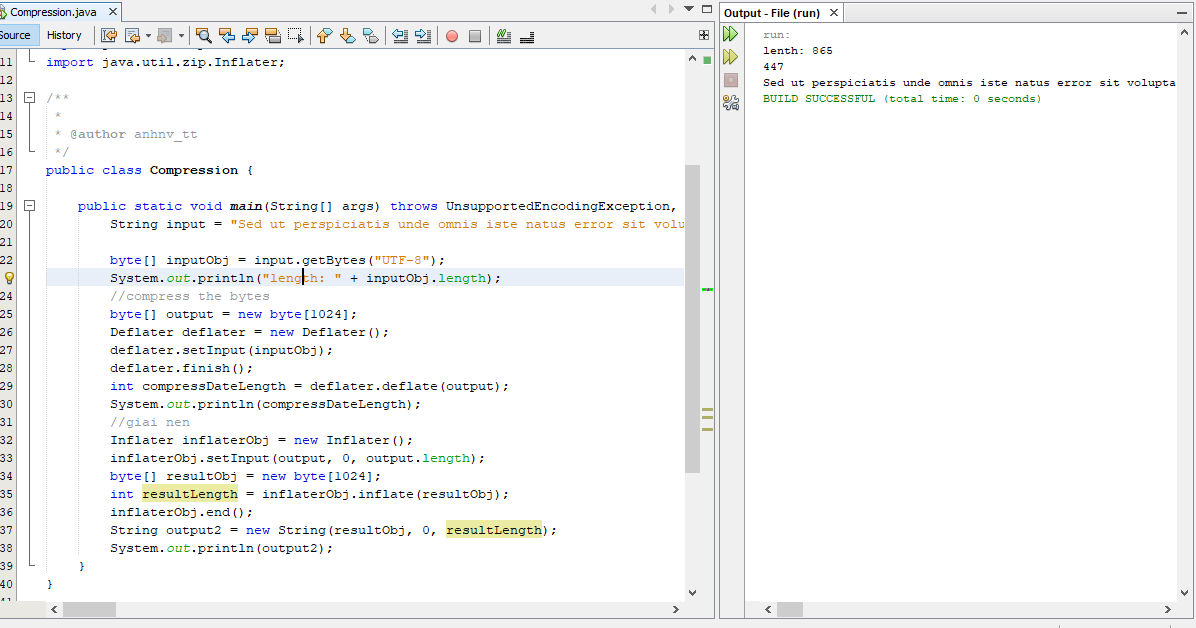 Compression.java
Source History
11 import java.util.zip.Inflater;
12
13 /**
14 *
15 * @author anhnv_tt
16 */
17 public class Compression {
18
19 public static void main(String[] args) throws UnsupportedEncodingException,
20 String input = "Sed ut perspiciatis unde omnis iste natus error sit volu
21
22 byte[] inputObj = input.getBytes("UTF-8");
System.out.println("length: " + inputObj.length);
24 //compress the bytes
25 byte[] output = new byte[1024];
26 Deflater deflater = new Deflater();
27 deflater.setInput(inputObj);
28 deflater.finish();
29 int compressDateLength = deflater.deflate(output);
30 System.out.println(compressDateLength);
31 //giai nen
32 Inflater inflaterObj = new Inflater();
33 inflaterObj.setInput(output, 0, output.length);
34 byte[] resultObj = new byte[1024];
35 int resultLength = inflaterObj.inflate(resultObj);
36 inflaterObj.end();
37 String output2 = new String(resultObj, 0, resultLength);
38 System.out.println(output2);
39 }
40 }
Output - File (run)
run:
lenth: 865
447
Sed ut perspiciatis unde omnis iste natus error sit volupta
BUILD SUCCESSFUL (total time: 0 seconds)